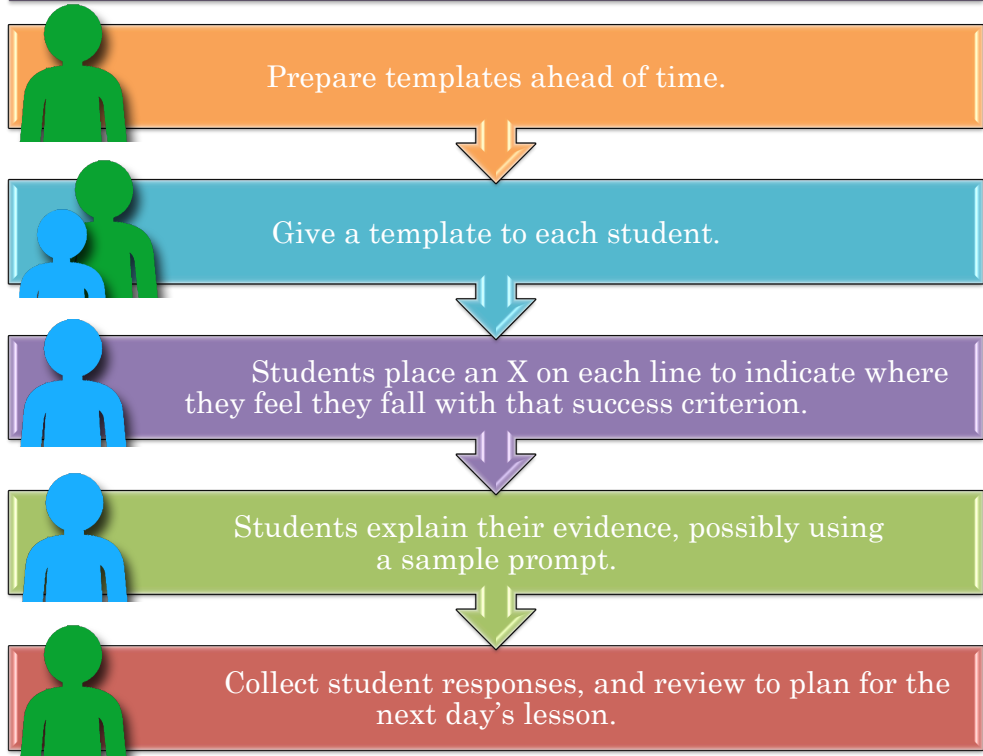 Prepare templates ahead of time.
Give a template to each student.
Students place an X on each line to indicate where
they feel they fall with that success criterion.
Students explain their evidence, possibly using
a sample prompt.
Collect student responses, and review to plan for the
next day’s lesson.